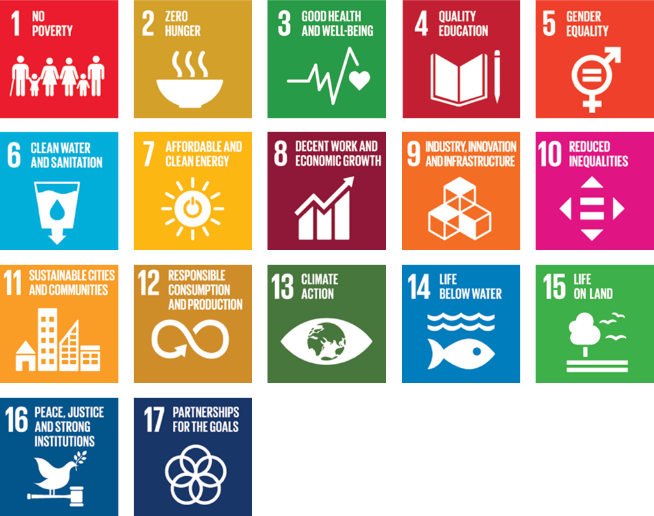 1 NO
POVERTY
2 ZERO
HUNGER
3 GOOD HEALTH
AND WELL-BEING
4 QUALITY
EDUCATION
5 GENDER
EQUALITY
6 CLEAN WATER
AND SANITATION
7 AFFORDABLE AND
CLEAN ENERGY
8 DECENT WORK AND
ECONOMIC GROWTH
9 INDUSTRY, INNOVATION
AND INFRASTRUCTURE
10 REDUCED
INEQUALITIES
11 SUSTAINABLE CITIES
AND COMMUNITIES
12 RESPONSIBLE
CONSUMPTION
AND PRODUCTION
13 CLIMATE
ACTION
14 LIFE
BELOW WATER
15 LIFE
ON LAND
16 PEACE, JUSTICE
AND STRONG
INSTITUTIONS
17 PARTNERSHIPS
FOR THE GOALS